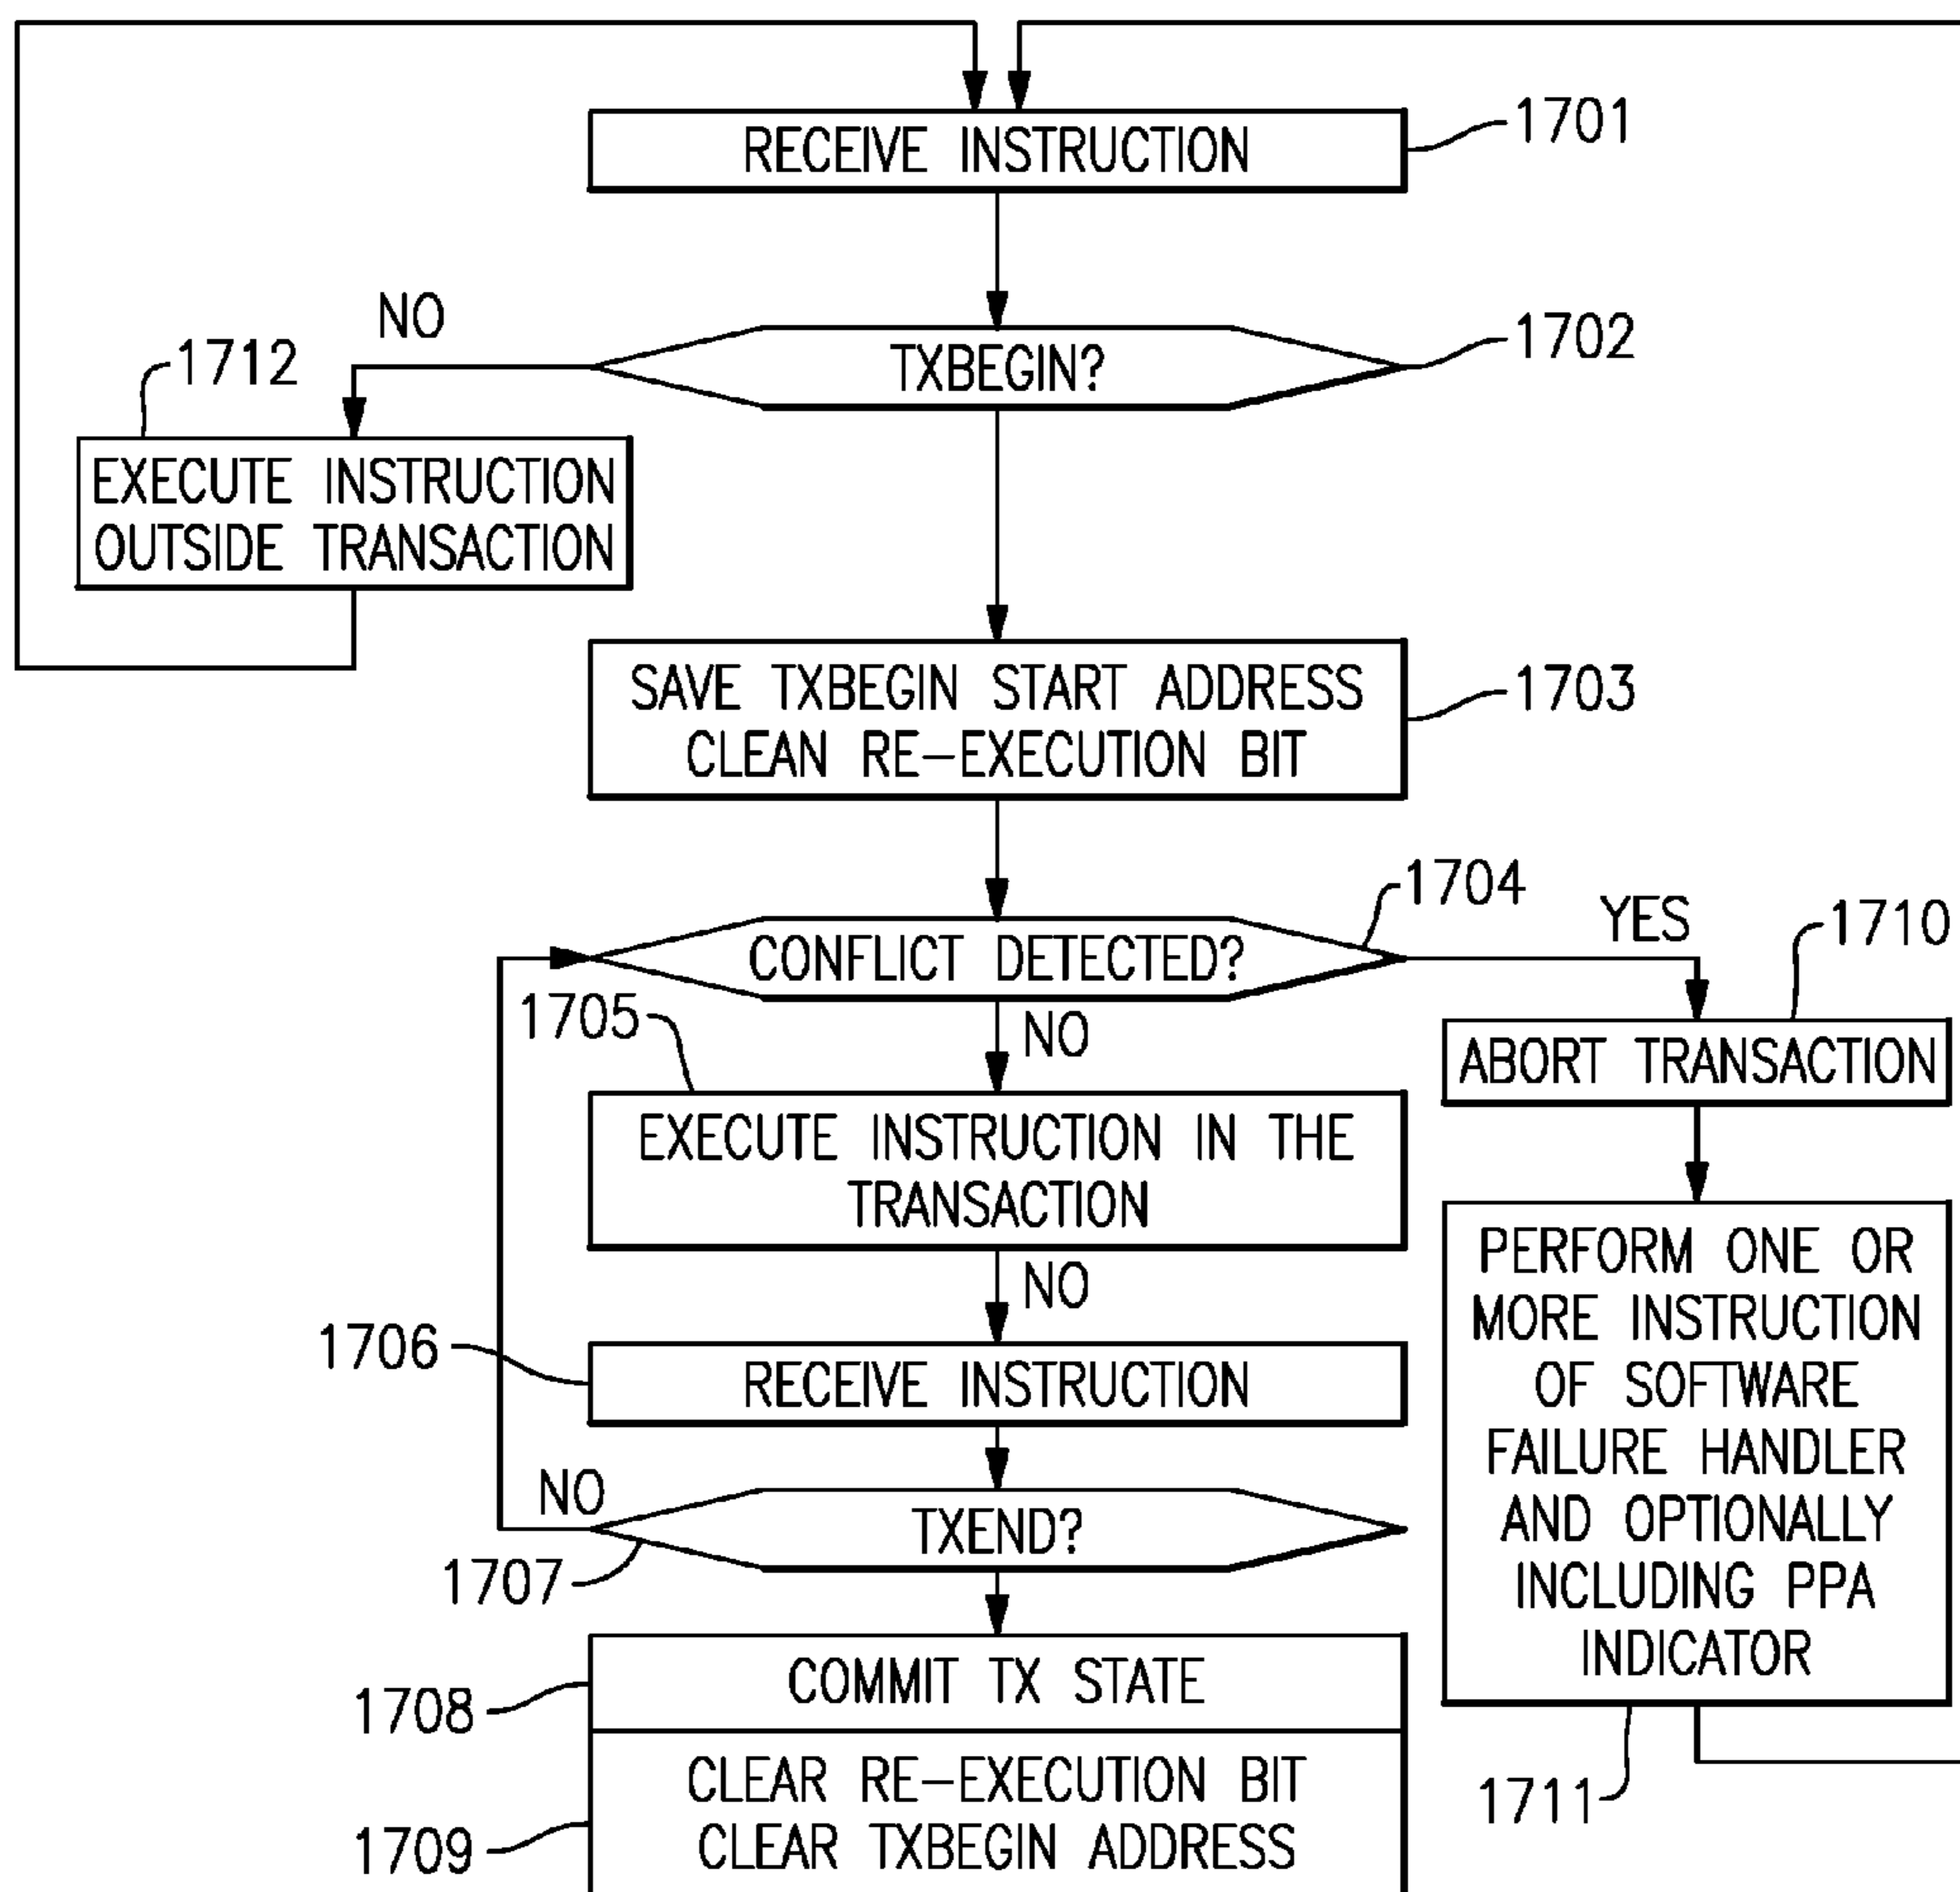 RECEIVE INSTRUCTION
1701
NO
TXBEGIN?
1702
1712
EXECUTE INSTRUCTION
OUTSIDE TRANSACTION
SAVE TXBEGIN START ADDRESS
CLEAN RE-EXECUTION BIT
1703
CONFLICT DETECTED?
1704
YES
1710
1705
NO
ABORT TRANSACTION
EXECUTE INSTRUCTION IN THE
TRANSACTION
NO
1706
RECEIVE INSTRUCTION
NO
TXEND?
1707
PERFORM ONE OR
MORE INSTRUCTION
OF SOFTWARE
FAILURE HANDLER
AND OPTIONALLY
INCLUDING PPA
INDICATOR
1711
COMMIT TX STATE
1708
CLEAR RE-EXECUTION BIT
CLEAR TXBEGIN ADDRESS
1709